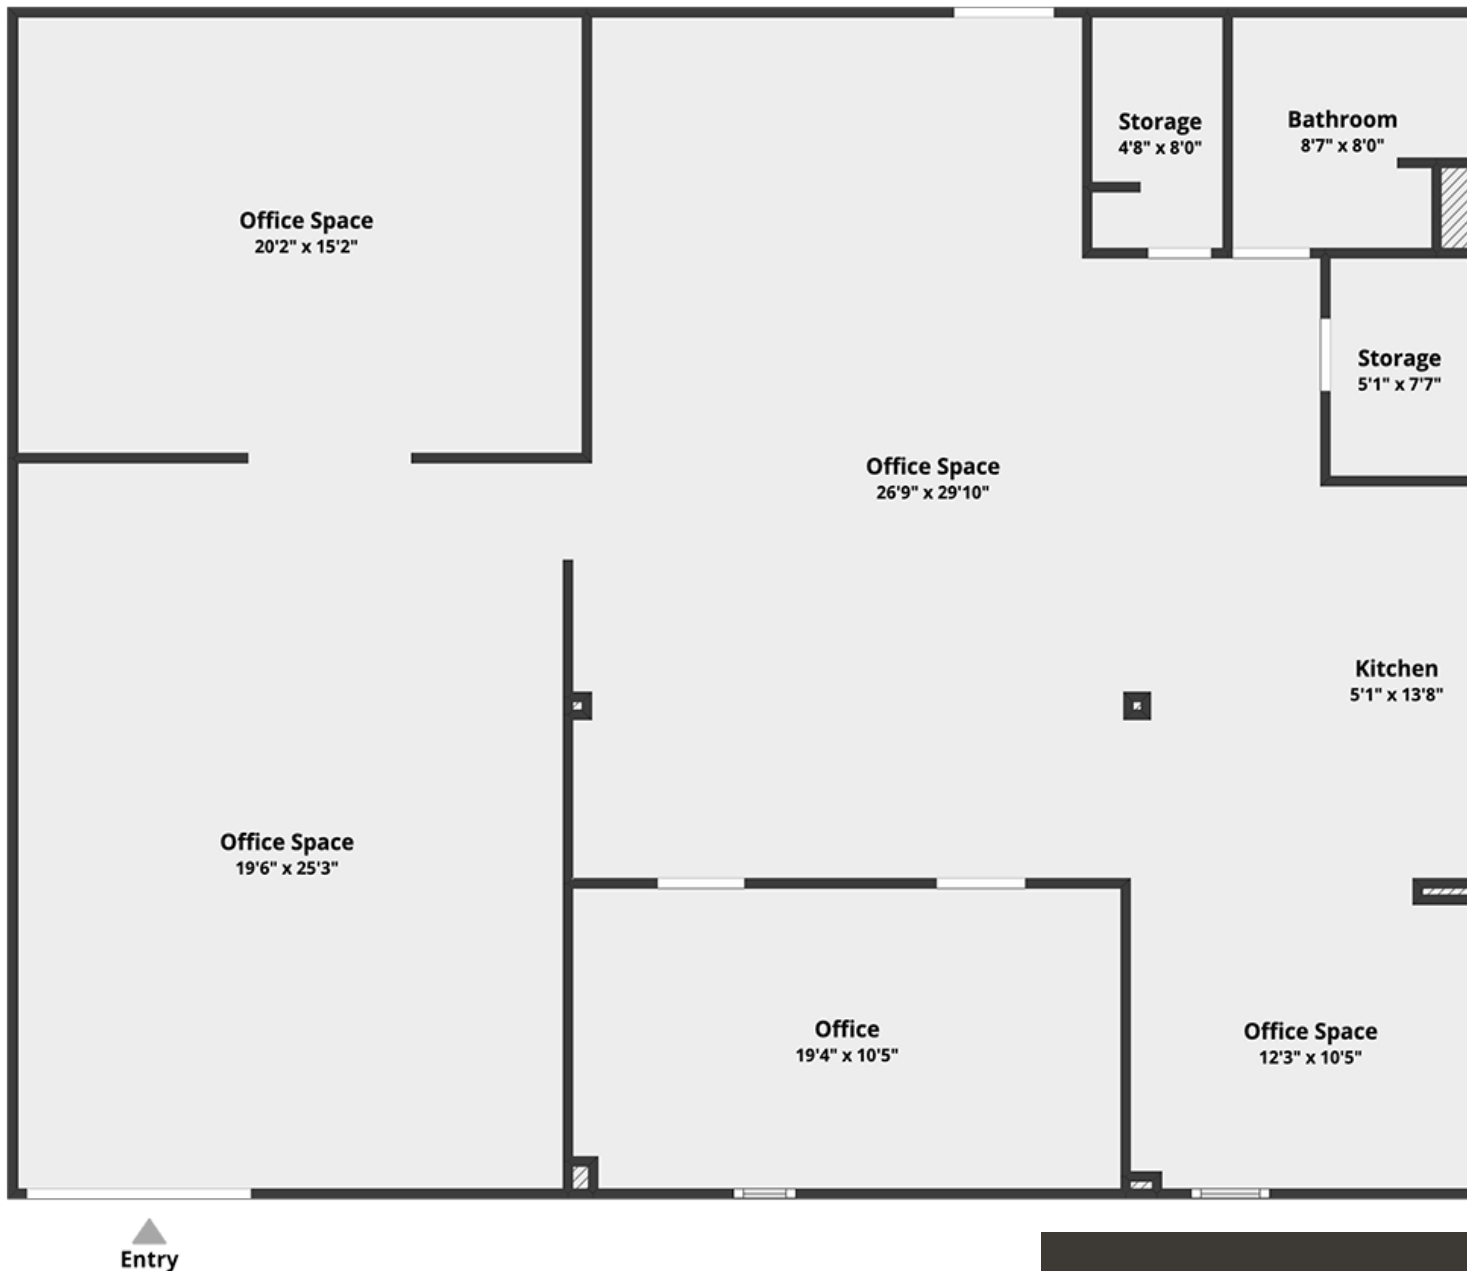 Storage
4'8" x 8'0"
Bathroom
8'7" x 8'0"
Office Space
20'2" x 15'2"
Storage
5'1" x 7'7"
Office Space
26'9" x 29'10"
Kitchen
5'1" x 13'8"
Office Space
19'6" x 25'3"
Office
19'4" x 10'5"
Office Space
12'3" x 10'5"
Entry